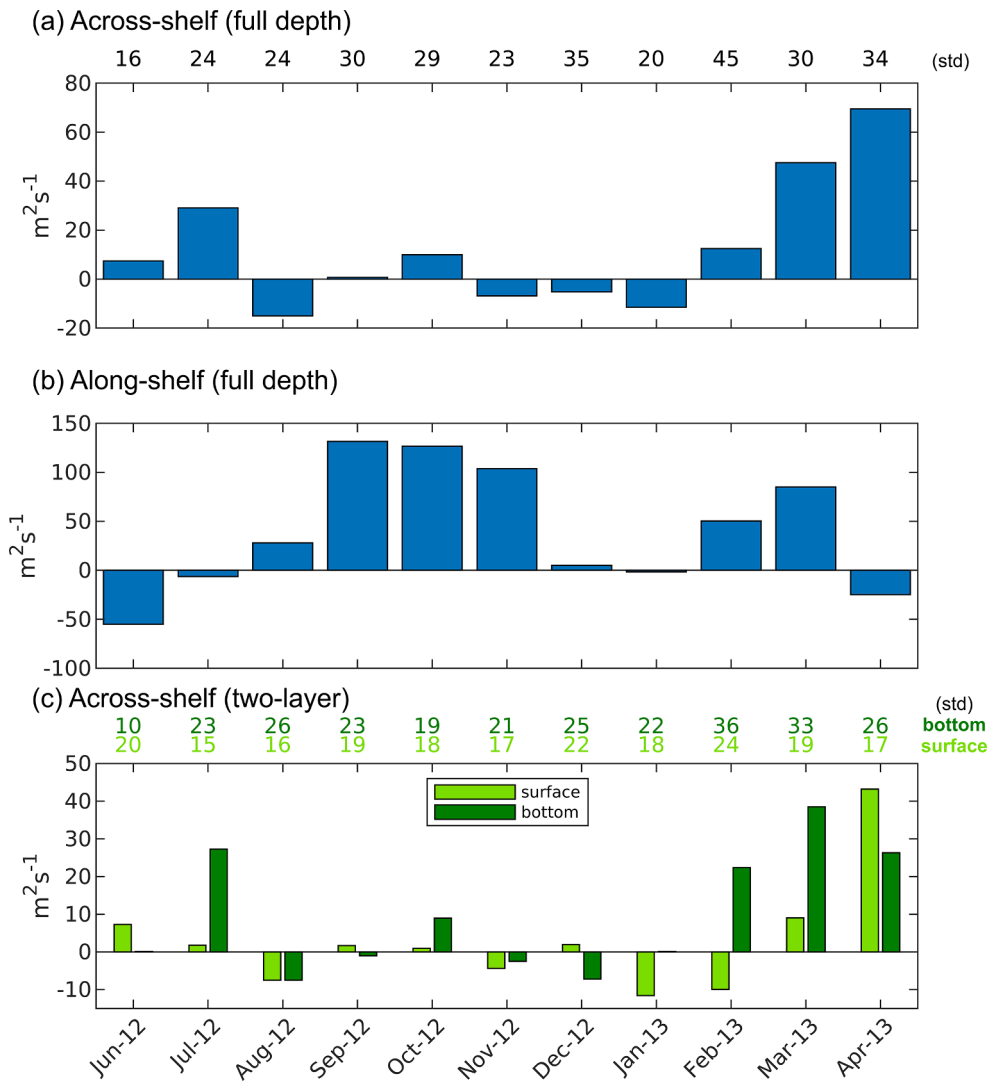 (a) Across-shelf (full depth)
16 24 24 30 29 23 35 20 45 30 34 (std)
80
60
40
20
0
-20
m²s⁻¹
(b) Along-shelf (full depth)
150
100
50
0
-50
-100
m²s⁻¹
(c) Across-shelf (two-layer)
(std)
10 23 26 23 19 21 25 22 36 33 26 bottom
20 15 16 19 18 17 22 18 24 19 17 surface
50
40
30
20
10
0
-10
m²s⁻¹
surface
bottom
Jun-12 Jul-12 Aug-12 Sep-12 Oct-12 Nov-12 Dec-12 Jan-13 Feb-13 Mar-13 Apr-13